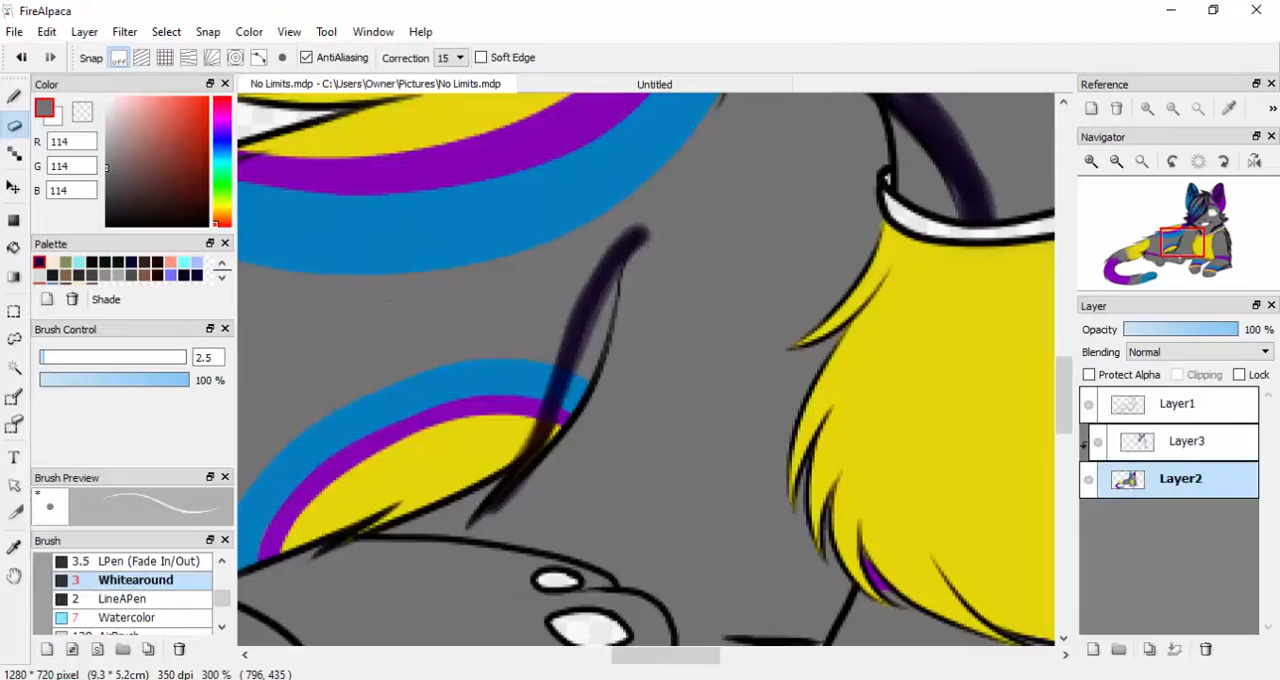 FireAlpaca
File Edit Layer Filter Select Snap Color View Tool Window Help
Snap off AntiAliasing Correction 15 Soft Edge
Color
No Limits.mdp - C:\Users\Owner\Pictures\No Limits.mdp
Untitled
Reference
R 114
G 114
B 114
Navigator
Palette
Shade
Brush Control
2.5
100 %
Layer
Opacity 100 %
Blending Normal
Protect Alpha Clipping Lock
Layer1
Layer3
Layer2
Brush Preview
*
Brush
3.5 LPen (Fade In/Out)
3 Whitearound
2 LineAPen
7 Watercolor
1280 * 720 pixel (9.3 * 5.2cm) 350 dpi 300 % ( 796, 435 )